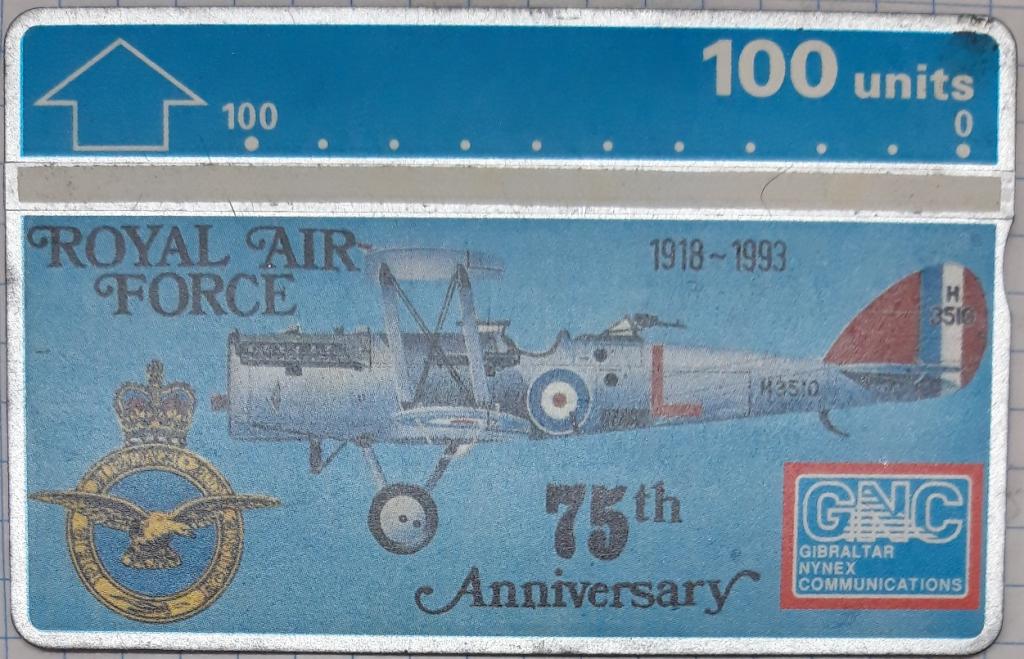 100 units
100
0
ROYAL AIR
FORCE
1918~1993
H
3510
L
H3510
75th
Anniversary
GNC
GIBRALTAR
NYNEX
COMMUNICATIONS